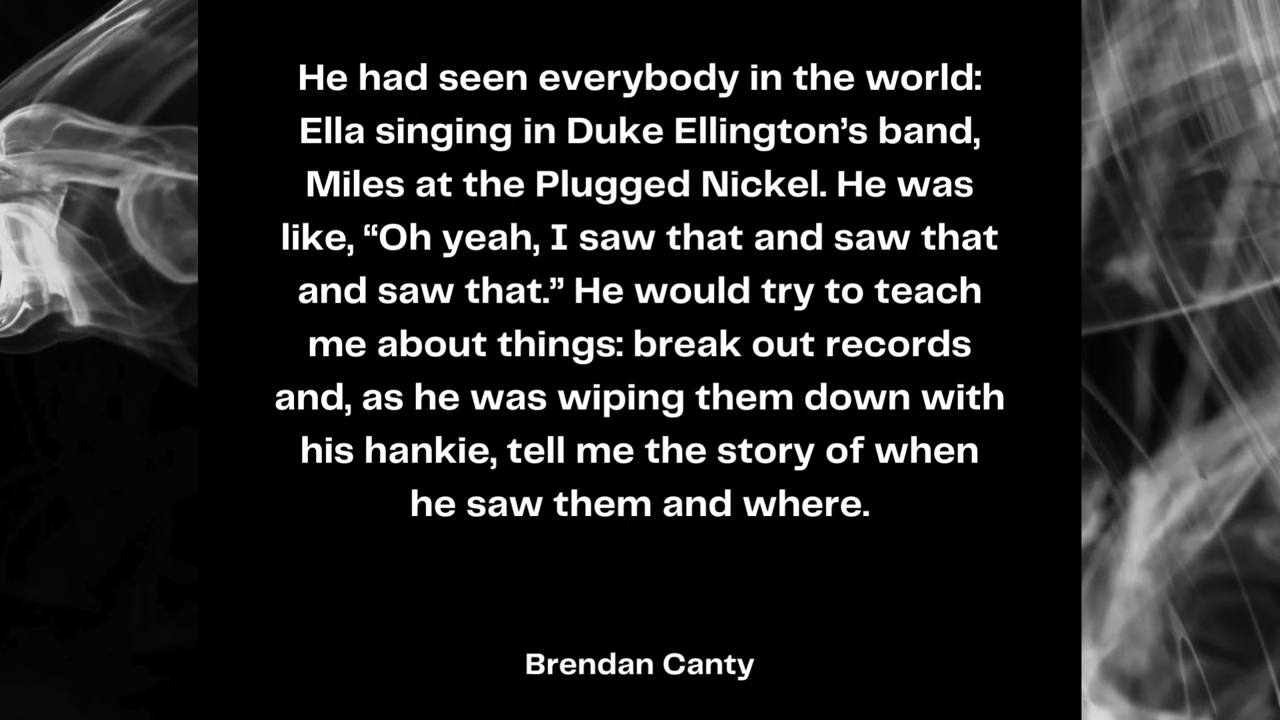 He had seen everybody in the world:
Ella singing in Duke Ellington’s band,
Miles at the Plugged Nickel. He was
like, “Oh yeah, I saw that and saw that
and saw that.” He would try to teach
me about things: break out records
and, as he was wiping them down with
his hankie, tell me the story of when
he saw them and where.
Brendan Canty